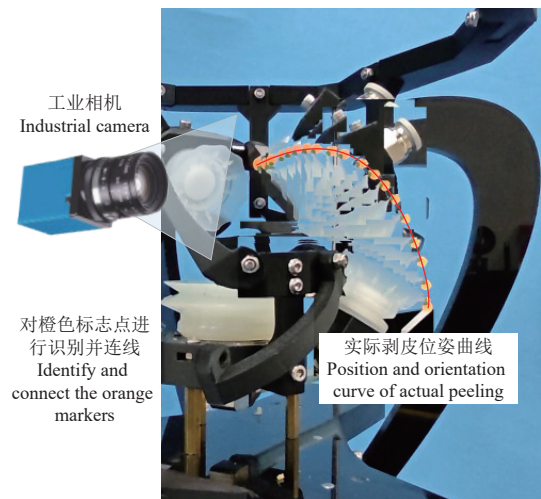 工业相机
Industrial camera
对橙色标志点进
行识别并连线
Identify and
connect the orange
markers
实际剥皮位姿曲线
Position and orientation
curve of actual peeling